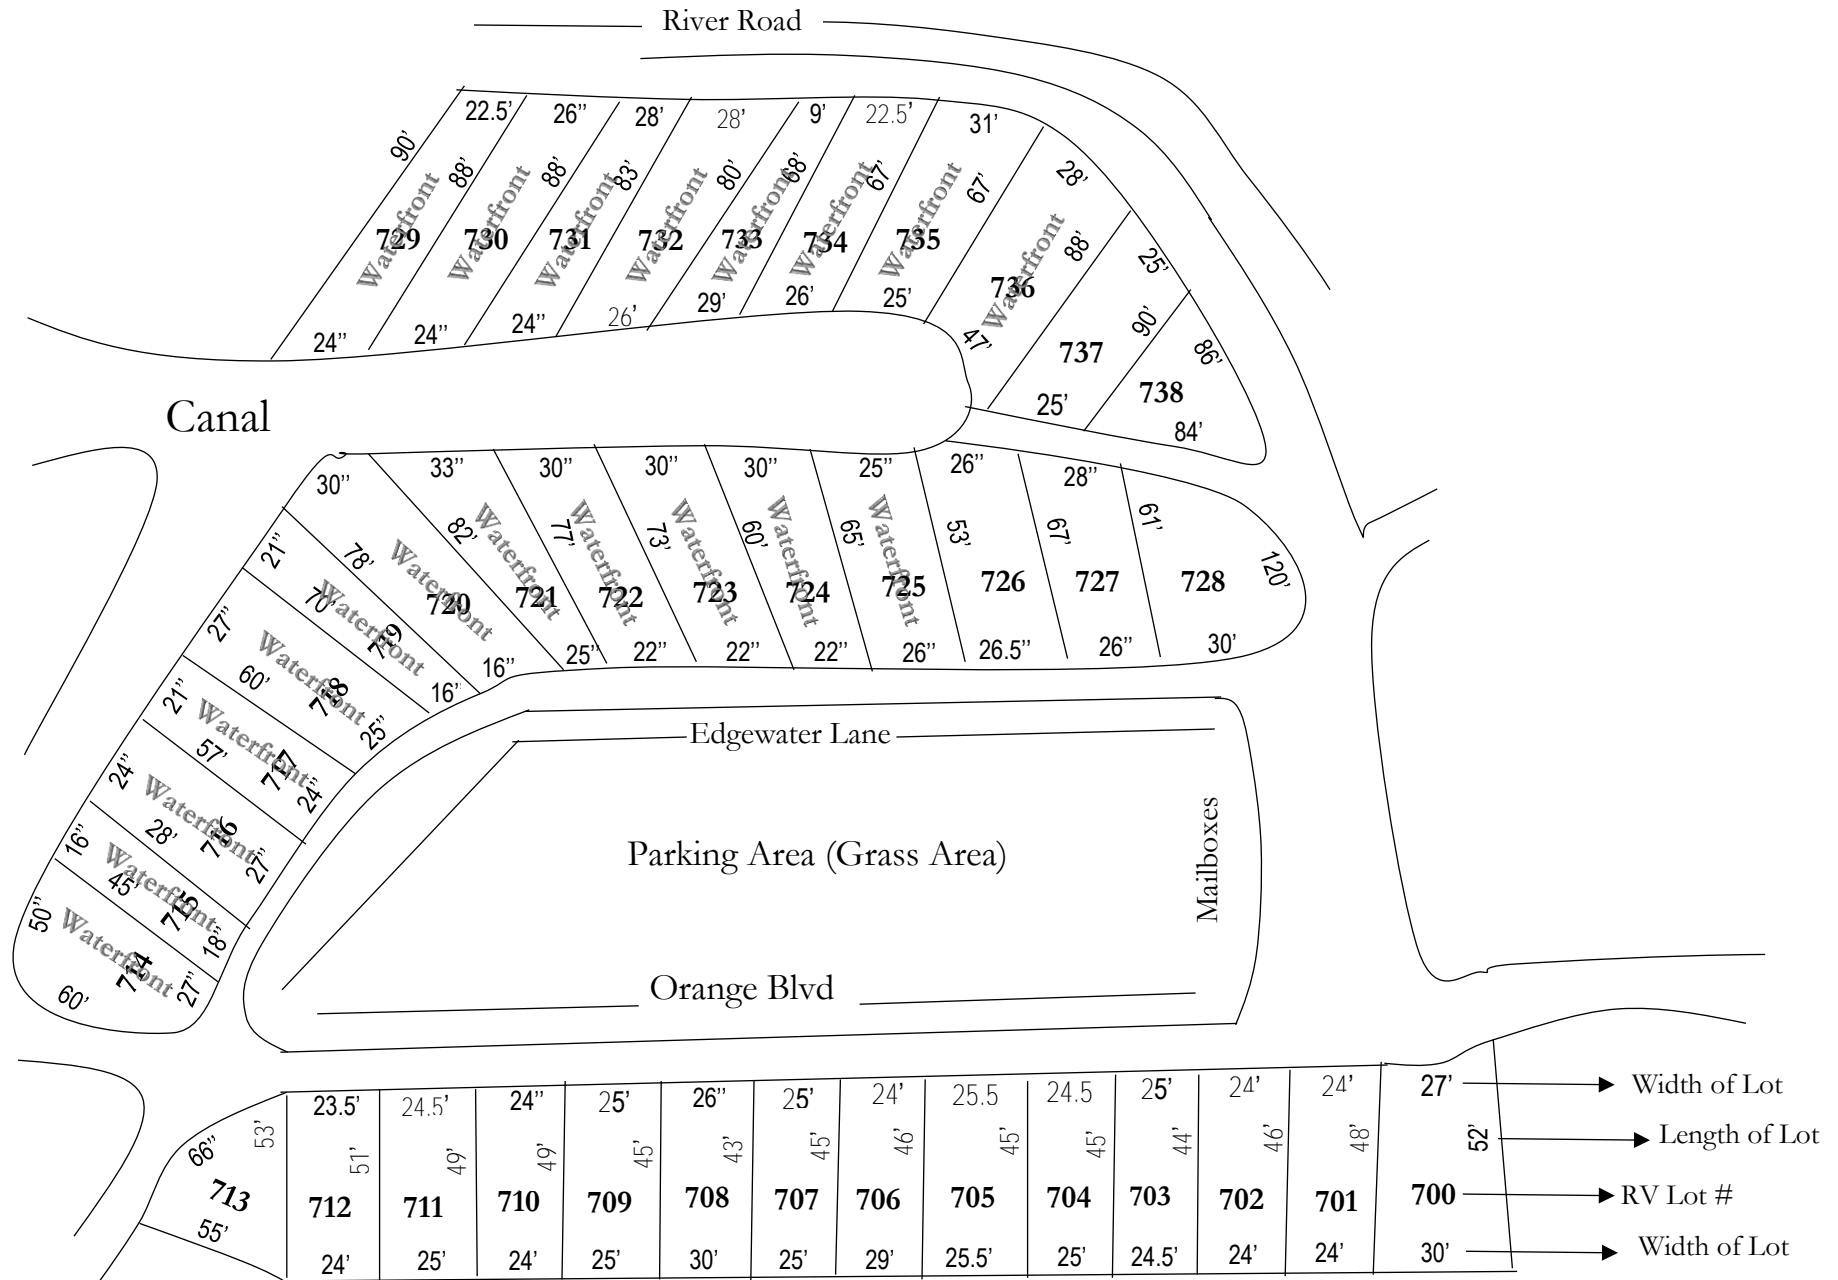 River Road
22.5’ 26” 28’ 28’ 9’ 22.5’ 31’
90’ 88’ 88’ 83’ 80’ 68’ 67’ 67’ 28’
Waterfront Waterfront Waterfront Waterfront Waterfront Waterfront Waterfront Waterfront
729 730 731 732 733 734 735 736
88’ 25’
24” 24” 24” 26’ 29’ 26’ 25’ 47’
90’ 86’
737 738
25’ 84’
Canal
30” 33” 30” 30” 30” 25” 26” 28”
21” 78’ 82’ 77’ 73’ 60’ 65’ 53’ 67’ 61’ 120’
Waterfront Waterfront Waterfront Waterfront Waterfront Waterfront
720 721 722 723 724 725 726 727 728
16” 25” 22” 22” 22” 26” 26.5” 26” 30’
70’ Waterfront 719 16”
27” Waterfront 718 25”
60’
21” Waterfront 717 24”
57’
24” Waterfront 716 27”
28’
16” Waterfront 715 18”
45’
50” Waterfront 714 27”
60’
Edgewater Lane
Parking Area (Grass Area)
Mailboxes
Orange Blvd
23.5’ 24.5’ 24” 25’ 26” 25’ 24’ 25.5 24.5 25’ 24’ 24’ 27’ Width of Lot
66” 53’ 51’ 49’ 49’ 45’ 43’ 45’ 46’ 45’ 45’ 44’ 46’ 48’ 52’ Length of Lot
713 712 711 710 709 708 707 706 705 704 703 702 701 700 RV Lot #
55’ 24’ 25’ 24’ 25’ 30’ 25’ 29’ 25.5’ 25’ 24.5’ 24’ 24’ 30’ Width of Lot